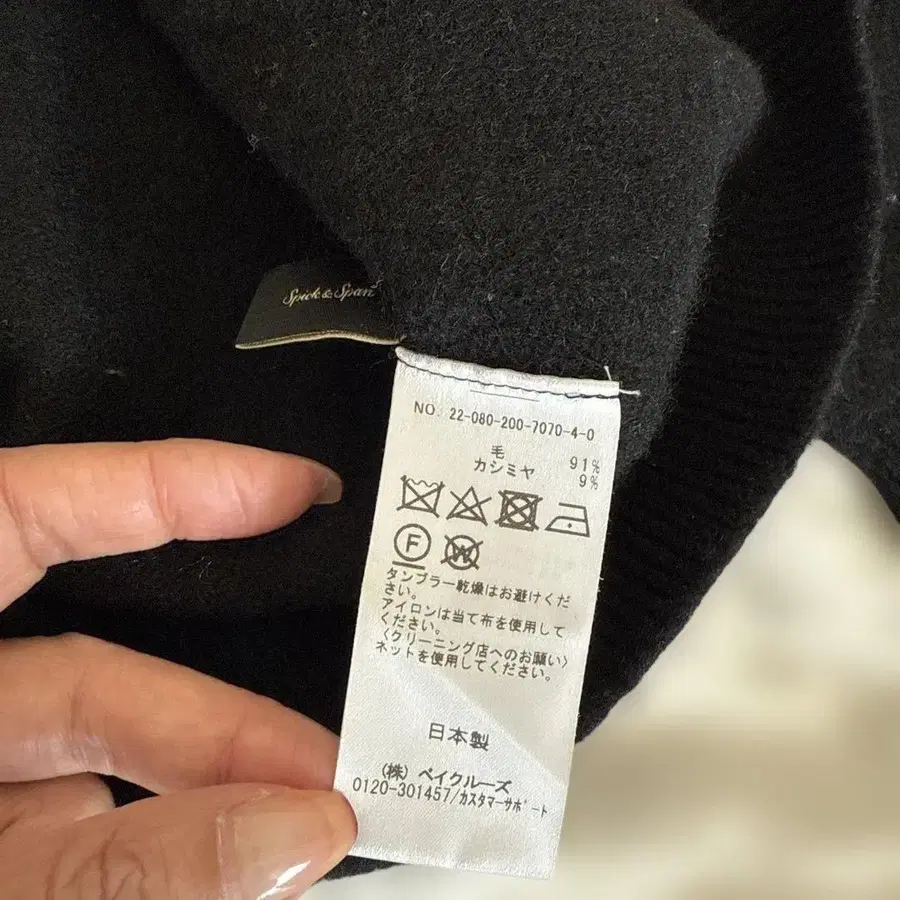 Spick & Span
NO. 22-080-200-7070-4-0
毛 91%
カシミヤ 9%
F
W
タンブラー乾燥はお避けくだ
さい。
アイロンは当て布を使用して
ください。
〈クリーニング店へのお願い〉
ネットを使用してください。
日本製
(株) ベイクルーズ
0120-301457/カスタマーサポート